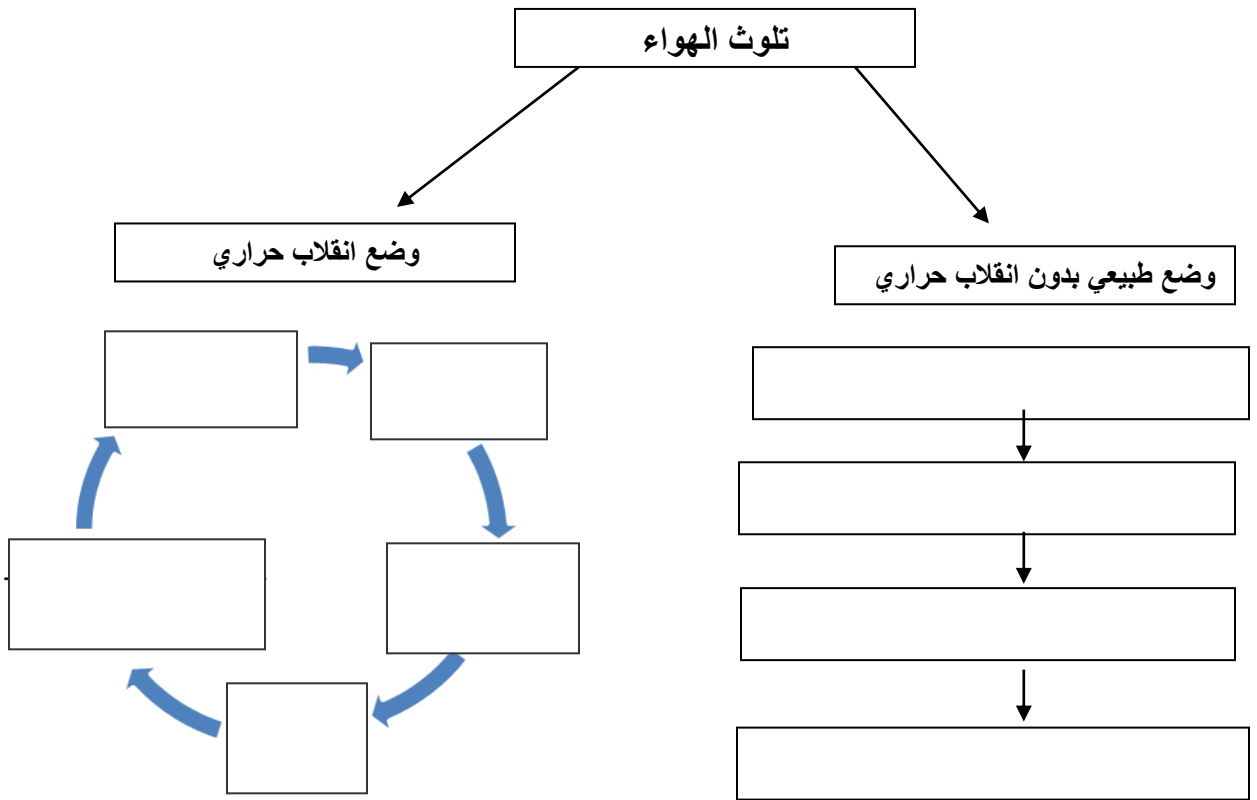 تلوث الهواء
وضع طبيعي بدون انقلاب حراري
وضع انقلاب حراري